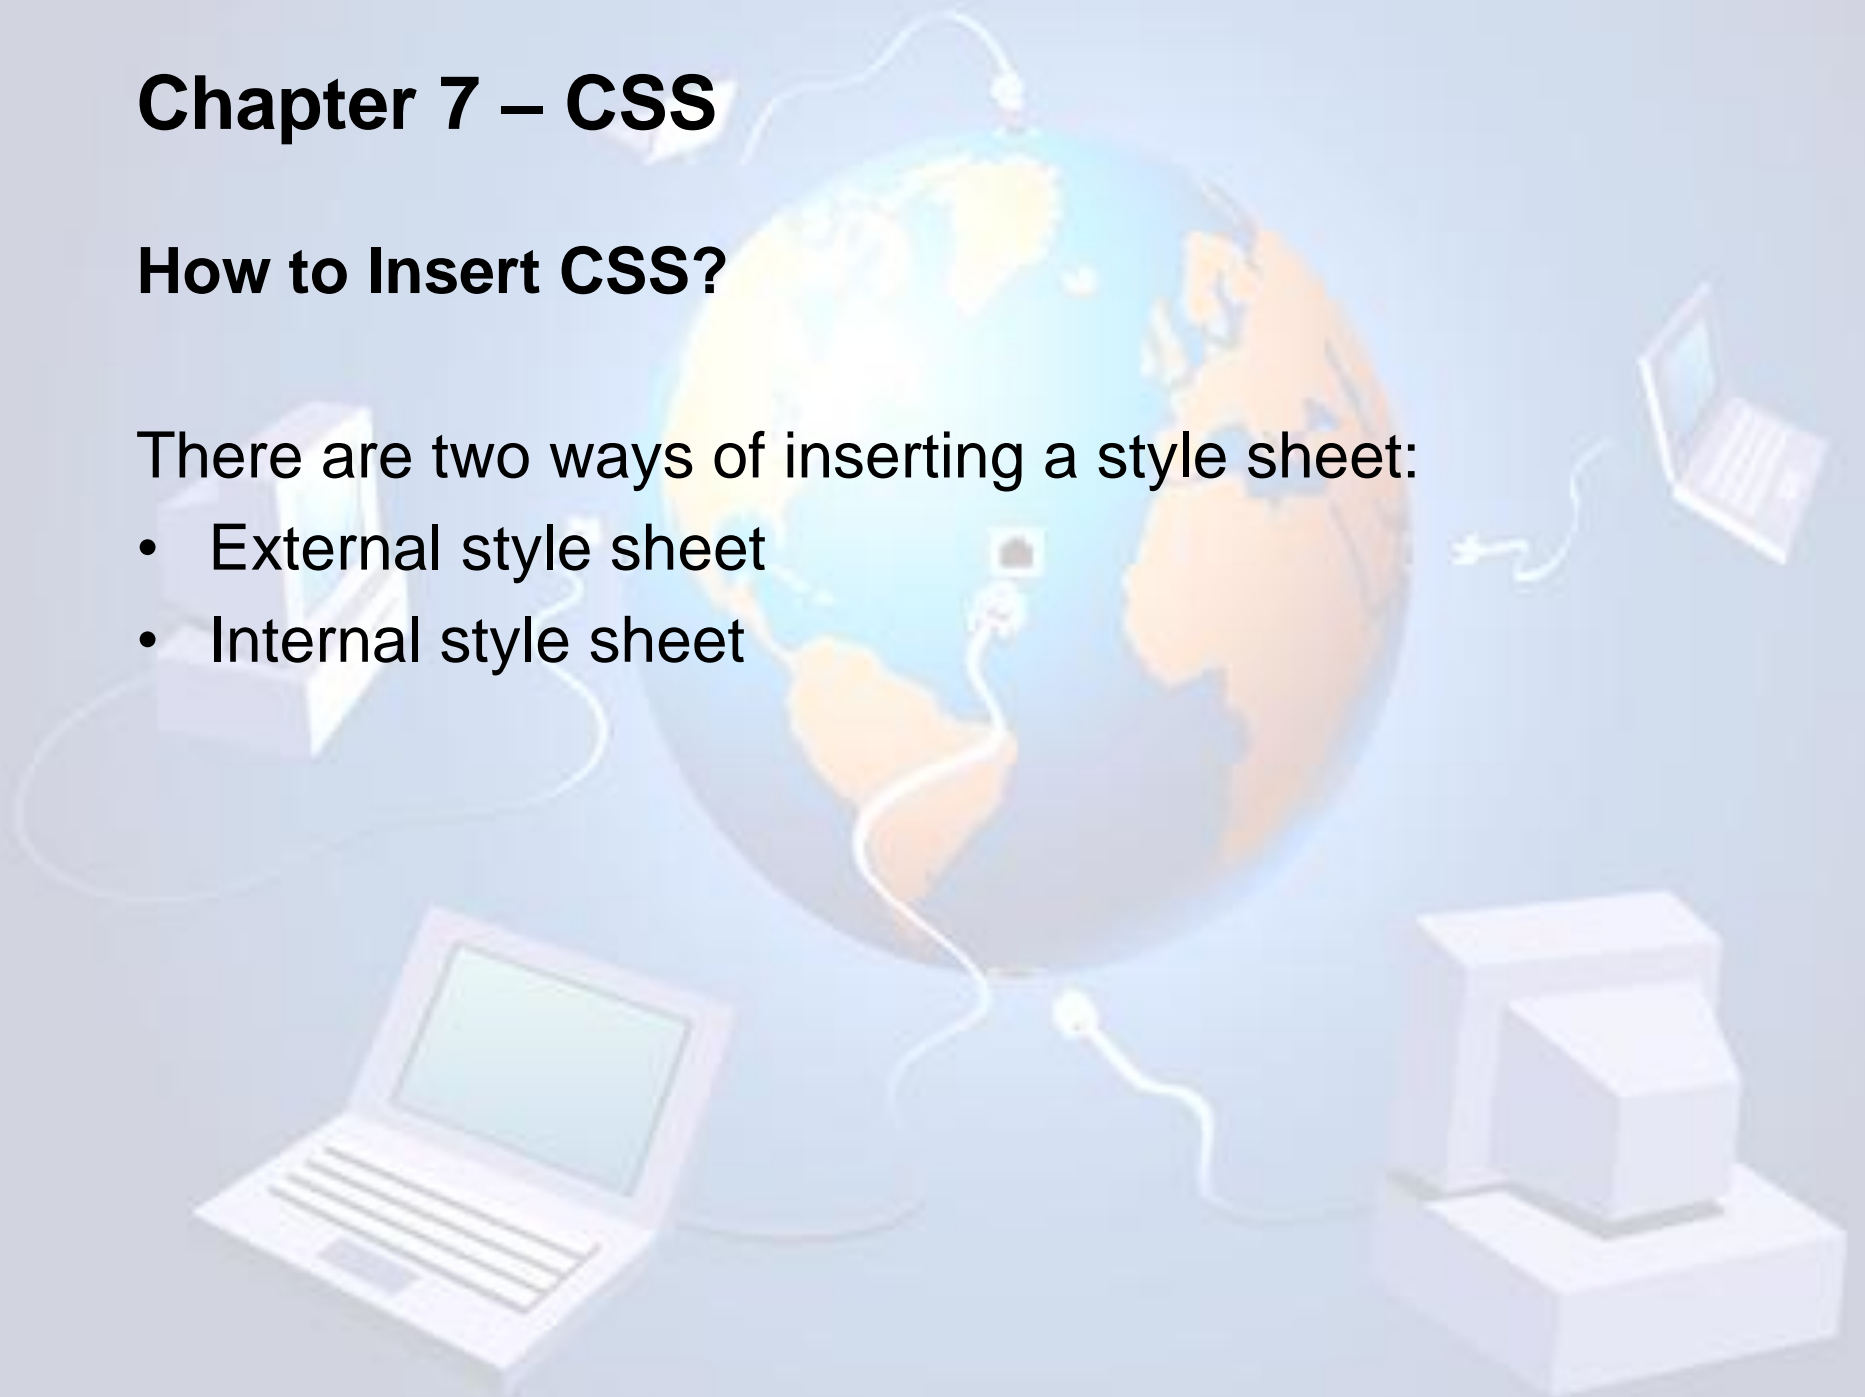 Chapter 7 – CSS
How to Insert CSS?
There are two ways of inserting a style sheet:
• External style sheet
• Internal style sheet